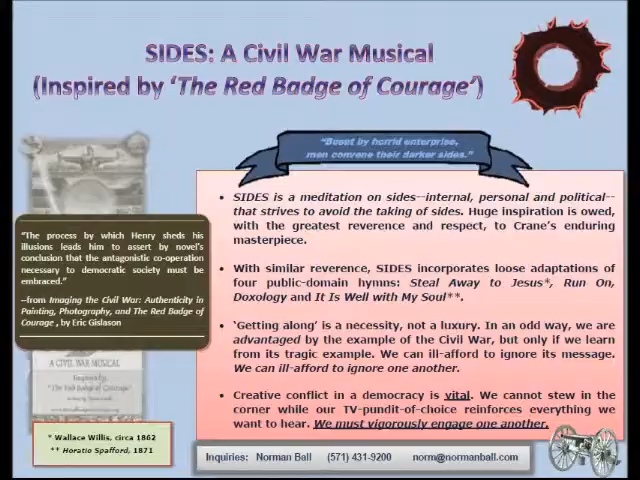 SIDES: A Civil War Musical
(Inspired by ‘The Red Badge of Courage’)
“Beset by horrid enterprise,
men convene their darker sides.”
“The process by which Henry sheds his
illusions leads him to assert by novel's
conclusion that the antagonistic co-operation
necessary to democratic society must be
embraced.”
--from Imaging the Civil War: Authenticity in
Painting, Photography, and The Red Badge of
Courage , by Eric Gislason
• SIDES is a meditation on sides--internal, personal and political--
that strives to avoid the taking of sides. Huge inspiration is owed,
with the greatest reverence and respect, to Crane's enduring
masterpiece.
• With similar reverence, SIDES incorporates loose adaptations of
four public-domain hymns: Steal Away to Jesus*, Run On,
Doxology and It Is Well with My Soul**.
• ‘Getting along’ is a necessity, not a luxury. In an odd way, we are
advantaged by the example of the Civil War, but only if we learn
from its tragic example. We can ill-afford to ignore its message.
We can ill-afford to ignore one another.
• Creative conflict in a democracy is vital. We cannot stew in the
corner while our TV-pundit-of-choice reinforces everything we
want to hear. We must vigorously engage one another.
A CIVIL WAR MUSICAL
Inspired by
"The Red Badge of Courage"
* Wallace Willis, circa 1862
** Horatio Spafford, 1871
Inquiries: Norman Ball (571) 431-9200 norm@normanball.com